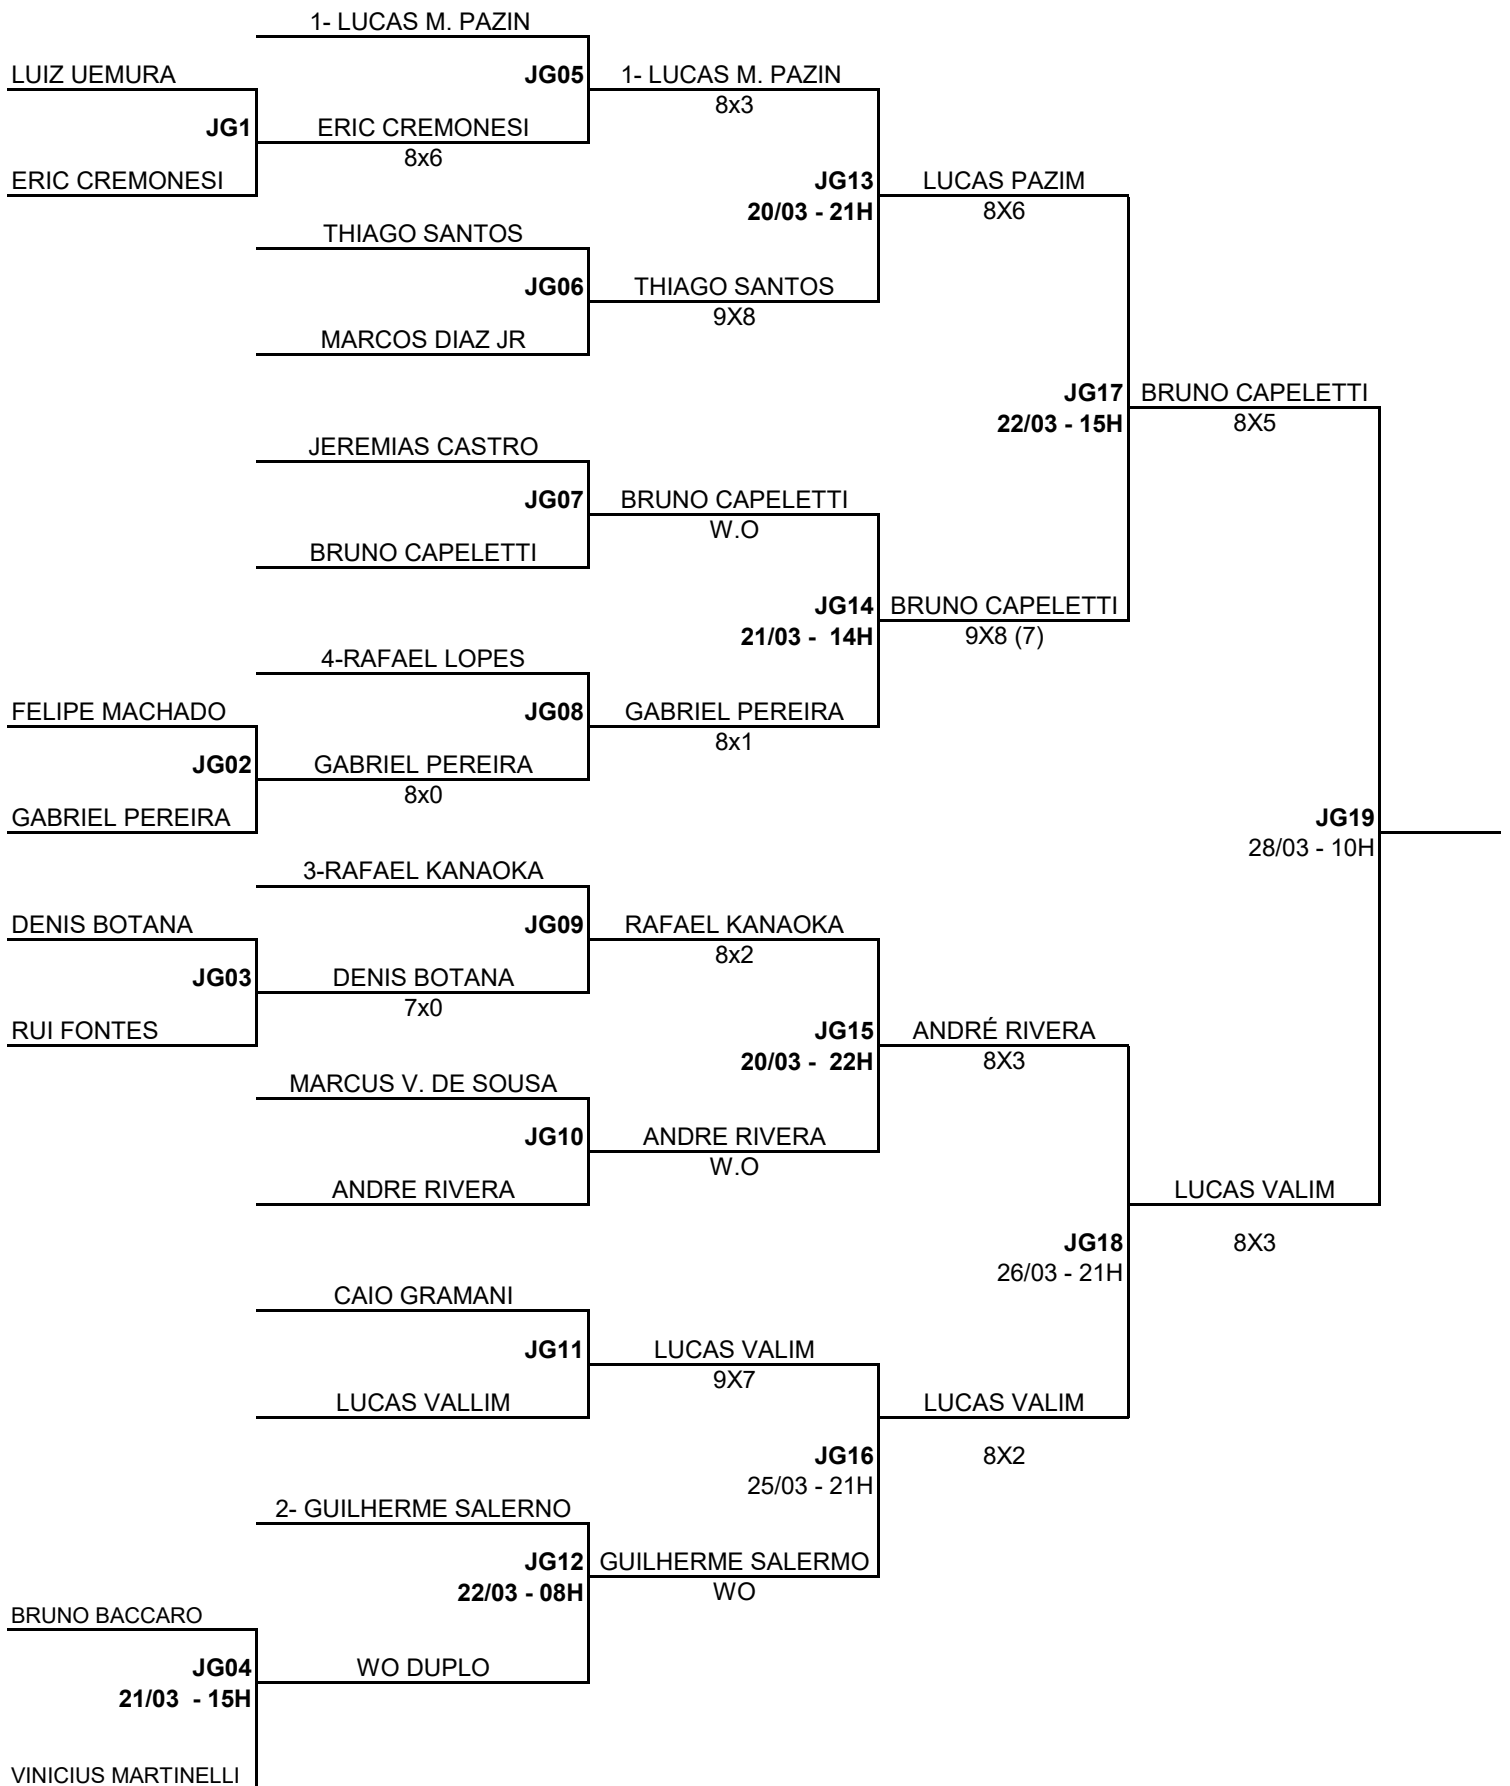 1- LUCAS M. PAZIN
LUIZ UEMURA
JG05
1- LUCAS M. PAZIN
8x3
JG1
ERIC CREMONESI
8x6
ERIC CREMONESI
JG13
LUCAS PAZIM
20/03 - 21H
8X6
THIAGO SANTOS
JG06
THIAGO SANTOS
9X8
MARCOS DIAZ JR
JG17
BRUNO CAPELETTI
22/03 - 15H
8X5
JEREMIAS CASTRO
JG07
BRUNO CAPELETTI
W.O
BRUNO CAPELETTI
JG14
BRUNO CAPELETTI
21/03 -  14H
9X8 (7)
4-RAFAEL LOPES
FELIPE MACHADO
JG08
GABRIEL PEREIRA
8x1
JG02
GABRIEL PEREIRA
8x0
GABRIEL PEREIRA
JG19
28/03 - 10H
3-RAFAEL KANAOKA
DENIS BOTANA
JG09
RAFAEL KANAOKA
8x2
JG03
DENIS BOTANA
7x0
RUI FONTES
JG15
ANDRÉ RIVERA
20/03 -  22H
8X3
MARCUS V. DE SOUSA
JG10
ANDRE RIVERA
W.O
ANDRE RIVERA
LUCAS VALIM
JG18
8X3
26/03 - 21H
CAIO GRAMANI
JG11
LUCAS VALIM
9X7
LUCAS VALLIM
LUCAS VALIM
JG16
8X2
25/03 - 21H
2- GUILHERME SALERNO
JG12
GUILHERME SALERMO
22/03 - 08H
WO
BRUNO BACCARO
JG04
WO DUPLO
21/03  - 15H
VINICIUS MARTINELLI